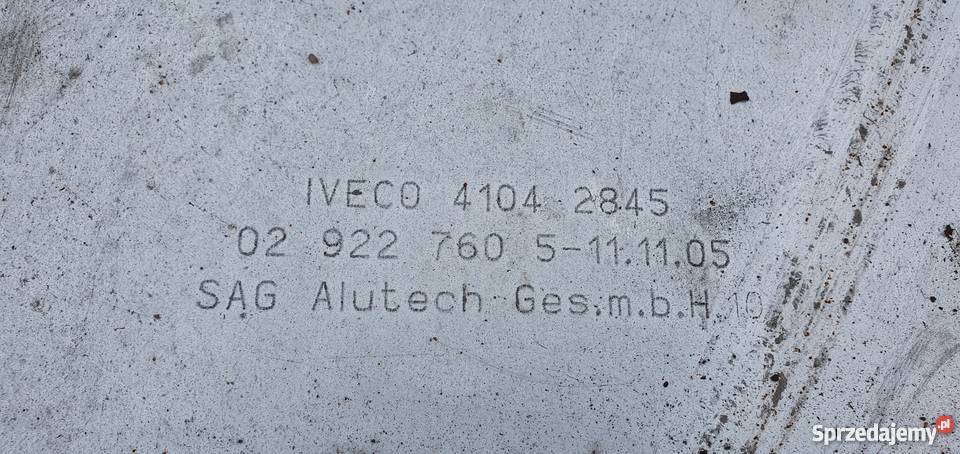 IVECO 4104 2845
02 922 760 5-11.11.05
SAG Alutech Ges.m.b.H.10
Sprzedajemy.pl